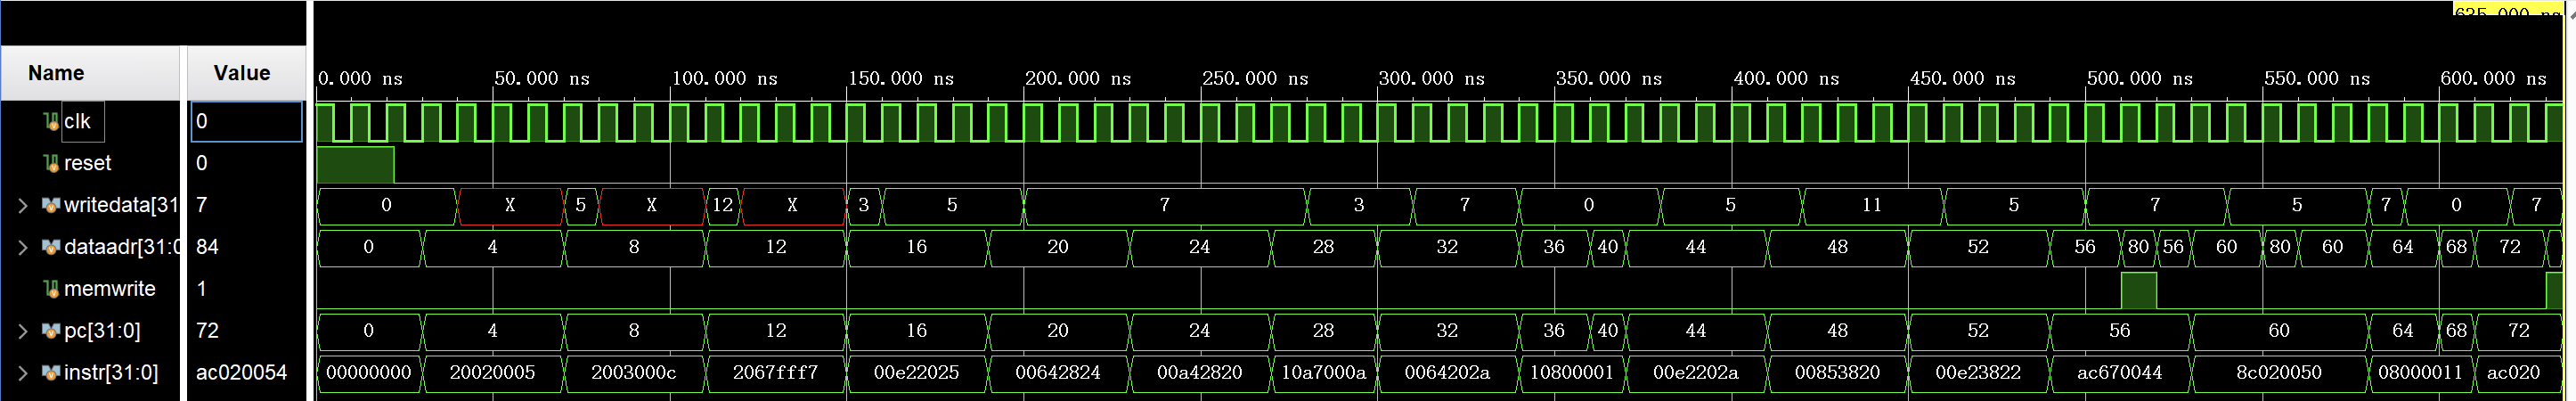 635.000 ns
Name Value
0.000 ns 50.000 ns 100.000 ns 150.000 ns 200.000 ns 250.000 ns 300.000 ns 350.000 ns 400.000 ns 450.000 ns 500.000 ns 550.000 ns 600.000 ns
clk 0
reset 0
writedata[31 7 0 X 5 X 12 X 3 5 7 3 7 0 5 11 5 7 5 7 0 7
dataadr[31:0 84 0 4 8 12 16 20 24 28 32 36 40 44 48 52 56 80 56 60 80 60 64 68 72
memwrite 1
pc[31:0] 72 0 4 8 12 16 20 24 28 32 36 40 44 48 52 56 60 64 68 72
instr[31:0] ac020054 00000000 20020005 2003000c 2067fff7 00e22025 00642824 00a42820 10a7000a 0064202a 10800001 00e2202a 00853820 00e23822 ac670044 8c020050 08000011 ac020